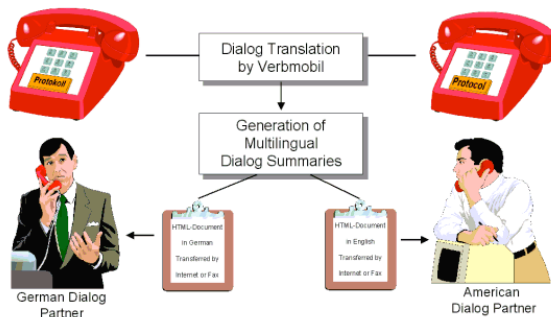 Protokoll
Dialog Translation
by Verbmobil
Protocol
Generation of
Multilingual
Dialog Summaries
HTML-Document
in German
Transferred by
Internet or Fax
HTML-Document
in English
Transferred by
Internet or Fax
German Dialog
Partner
American
Dialog Partner